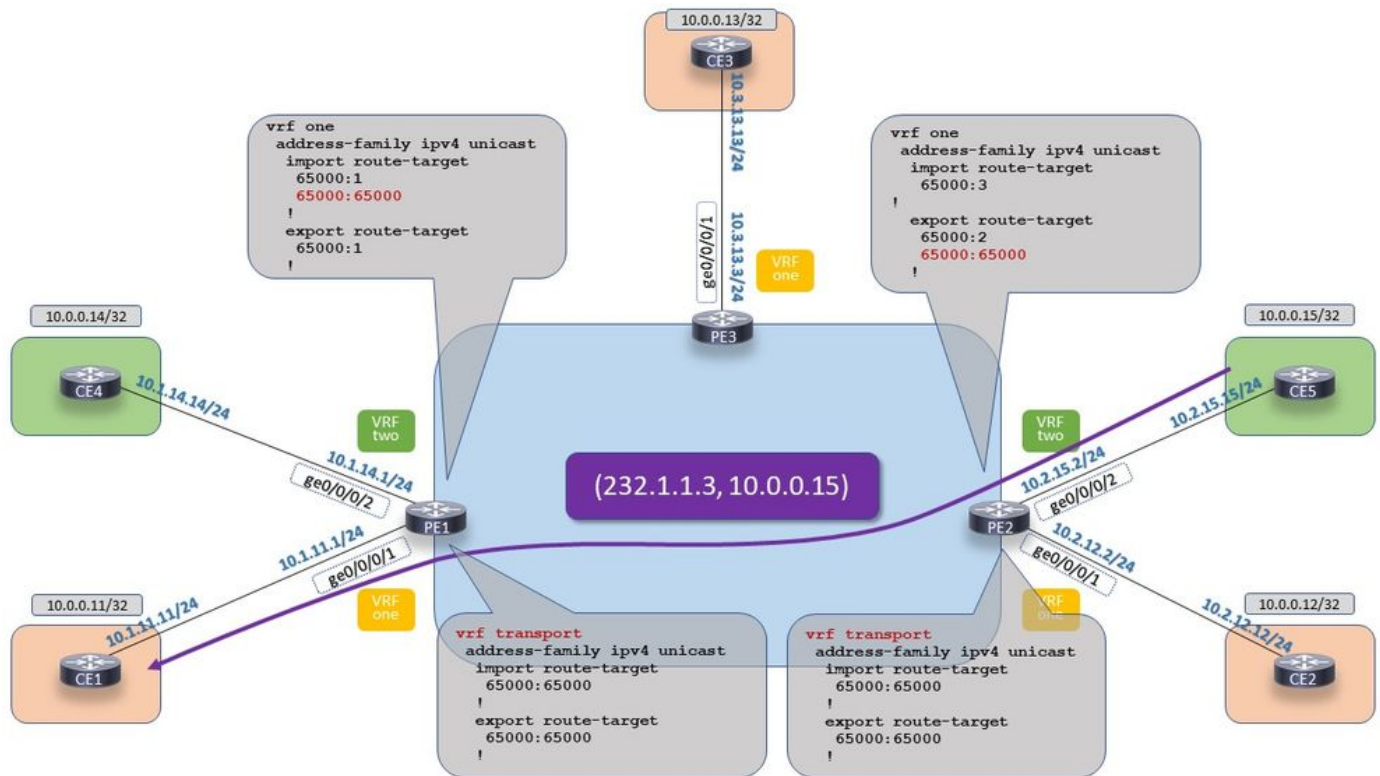 10.0.0.13/32
CE3
10.3.13.13/24
vrf one
address-family ipv4 unicast
import route-target
65000:1
65000:65000
!
export route-target
65000:1
!
vrf one
address-family ipv4 unicast
import route-target
65000:3
!
export route-target
65000:2
65000:65000
!
ge0/0/0/1
10.3.13.3/24
VRF
one
PE3
10.0.0.14/32
CE4
10.1.14.14/24
VRF
two
10.1.14.1/24
ge0/0/0/2
PE1
10.1.11.1/24
ge0/0/0/1
VRF
one
10.0.0.11/32
10.1.11.11/24
CE1
(232.1.1.3, 10.0.0.15)
10.0.0.15/32
CE5
10.2.15.15/24
VRF
two
10.2.15.2/24
ge0/0/0/2
PE2
10.2.12.2/24
ge0/0/0/1
VRF
one
10.2.12.12/24
10.0.0.12/32
CE2
vrf transport
address-family ipv4 unicast
import route-target
65000:65000
!
export route-target
65000:65000
!
vrf transport
address-family ipv4 unicast
import route-target
65000:65000
!
export route-target
65000:65000
!